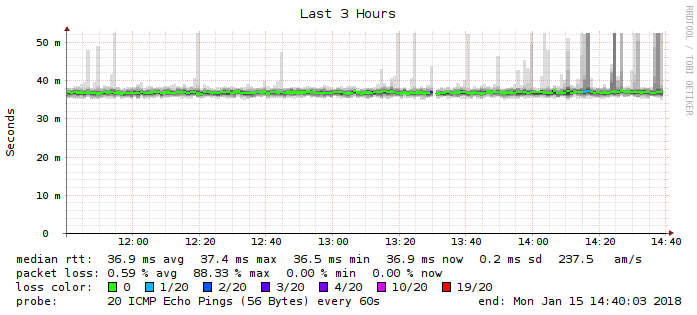 Last 3 Hours
RRDTOOL / TOBI OETIKER
Seconds
50 m
40 m
30 m
20 m
10 m
0
12:00 12:20 12:40 13:00 13:20 13:40 14:00 14:20 14:40
median rtt: 36.9 ms avg 37.4 ms max 36.5 ms min 36.9 ms now 0.2 ms sd 237.5 am/s
packet loss: 0.59 % avg 88.33 % max 0.00 % min 0.00 % now
loss color: 0 1/20 2/20 3/20 4/20 10/20 19/20
probe: 20 ICMP Echo Pings (56 Bytes) every 60s end: Mon Jan 15 14:40:03 2018